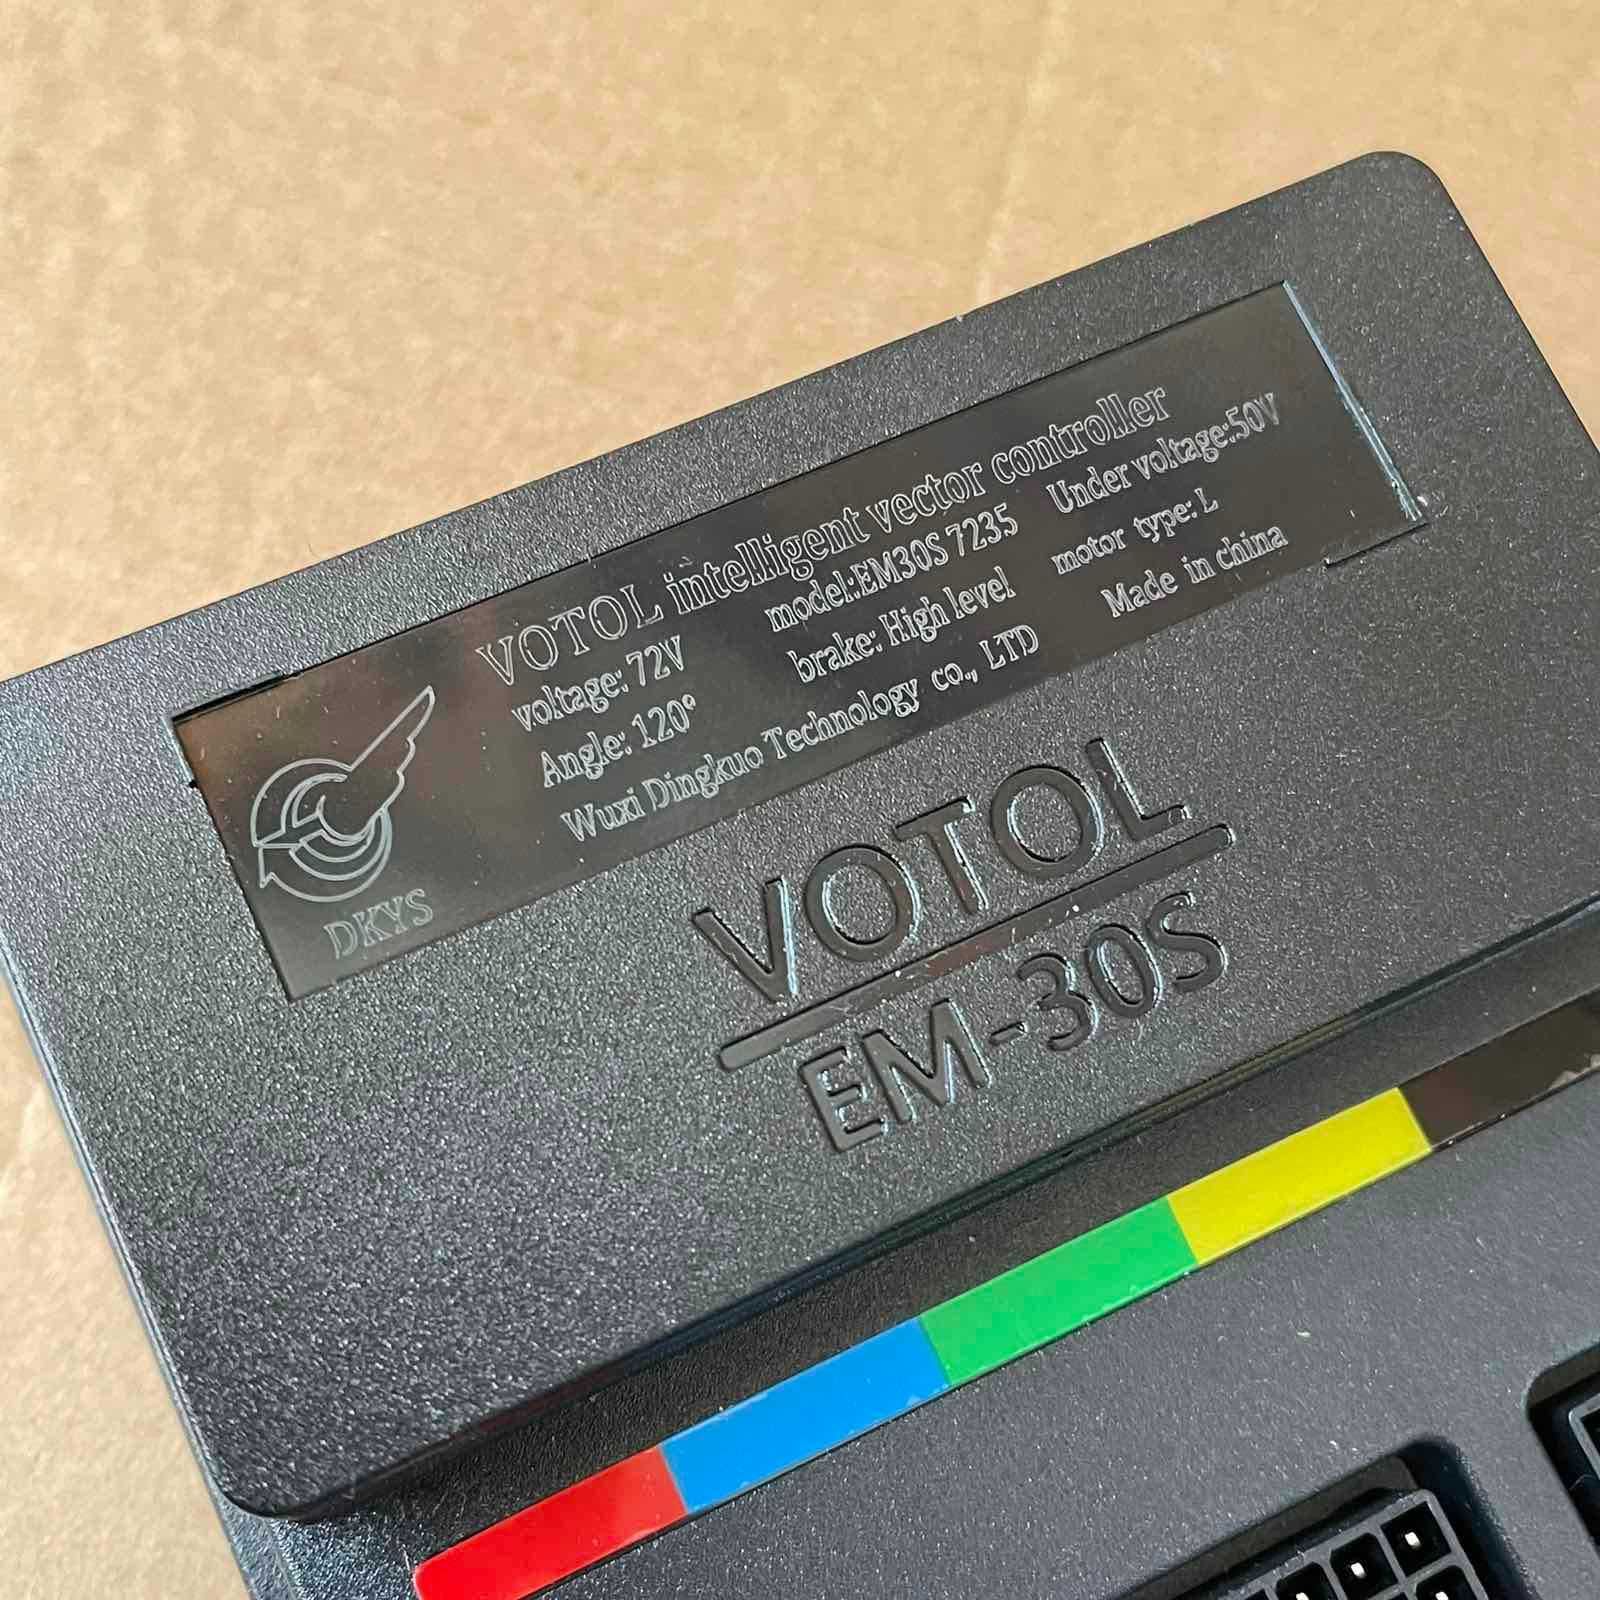 VOTOL intelligent vector controller
voltage: 72V model:EM30S 7235 Under voltage:50V
Angle: 120° brake: High level motor type: L
Wuxi Dingkuo Technology co., LTD Made in china
DKYS
VOTOL
EM-30S